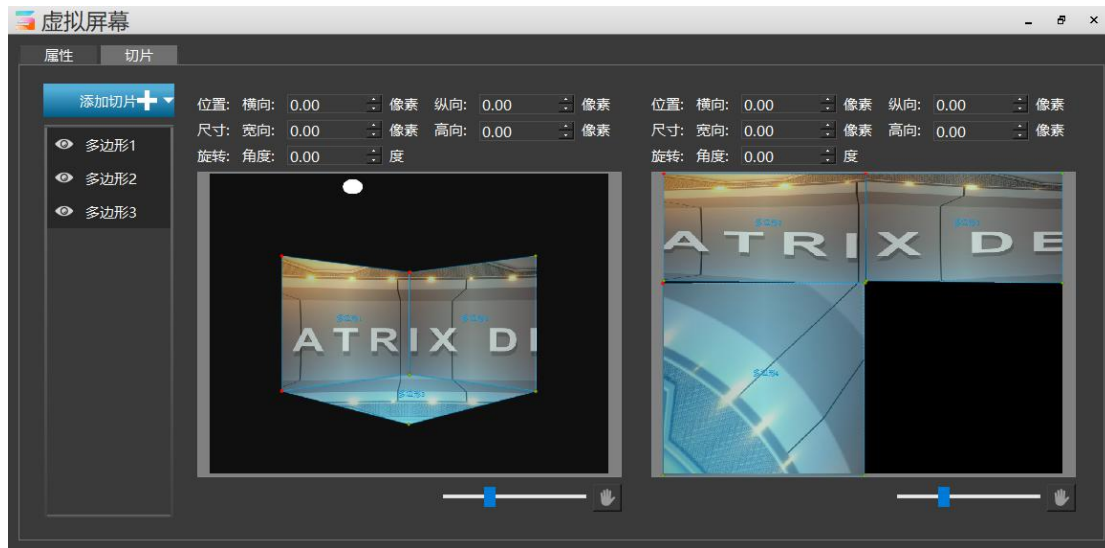 虚拟屏幕
属性 切片
添加切片
多边形1
多边形2
多边形3
位置: 横向: 0.00 像素 纵向: 0.00 像素
尺寸: 宽向: 0.00 像素 高向: 0.00 像素
旋转: 角度: 0.00 度
ATRIX DI
位置: 横向: 0.00 像素 纵向: 0.00 像素
尺寸: 宽向: 0.00 像素 高向: 0.00 像素
旋转: 角度: 0.00 度
ATRIX DE